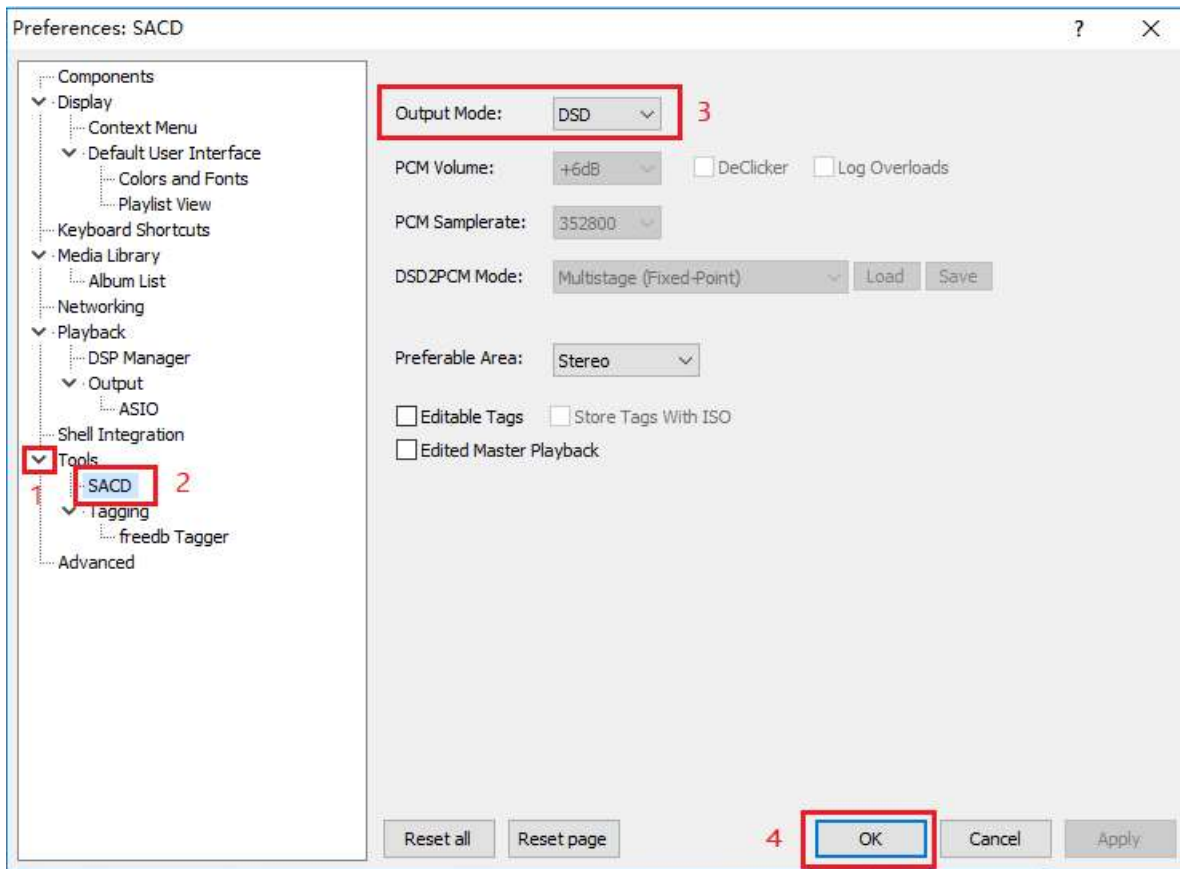 Preferences: SACD ? X
Components
Display
Context Menu
Default User Interface
Colors and Fonts
Playlist View
Keyboard Shortcuts
Media Library
Album List
Networking
Playback
DSP Manager
Output
ASIO
Shell Integration
Tools
1
SACD 2
Tagging
freedb Tagger
Advanced
Output Mode: DSD 3
PCM Volume: +6dB DeClicker Log Overloads
PCM Samplerate: 352800
DSD2PCM Mode: Multistage (Fixed-Point) Load Save
Preferable Area: Stereo
Editable Tags Store Tags With ISO
Edited Master Playback
Reset all Reset page 4 OK Cancel Apply